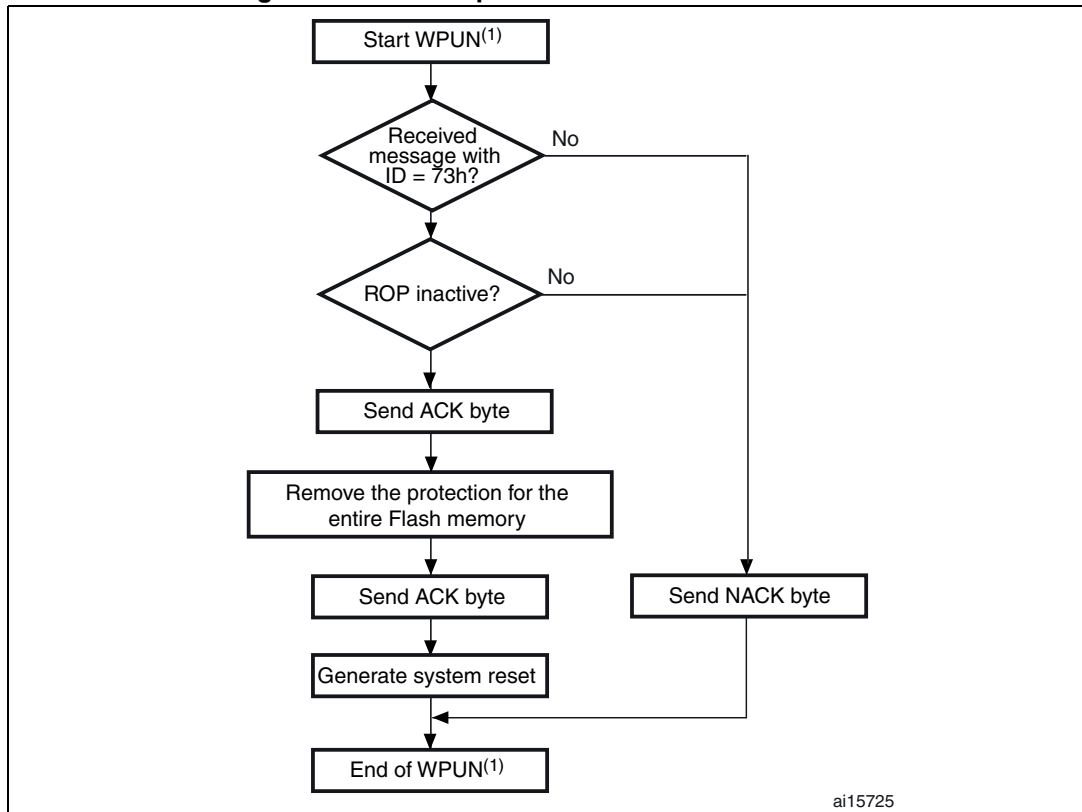 Start WPUN(1)
Received
message with
ID = 73h?
No
ROP inactive?
No
Send ACK byte
Remove the protection for the
entire Flash memory
Send ACK byte
Send NACK byte
Generate system reset
End of WPUN(1)
ai15725